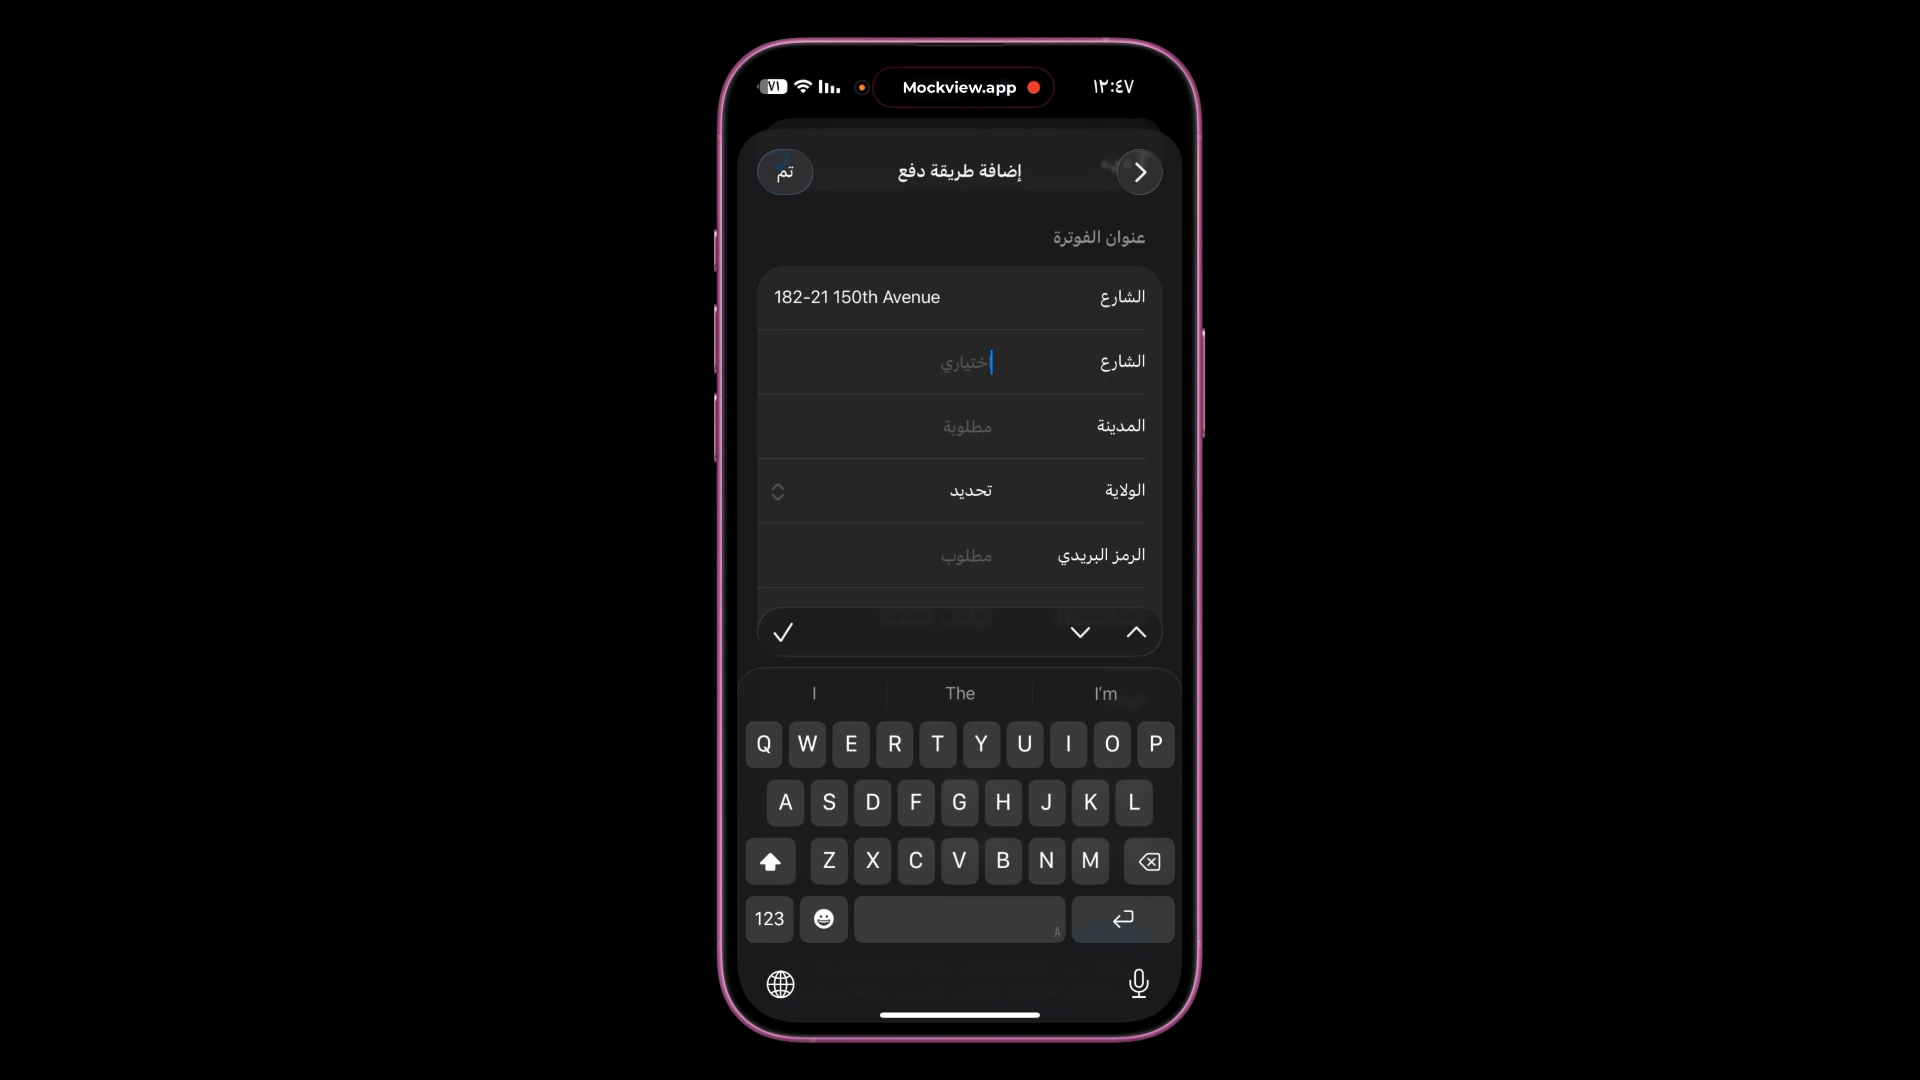 ١٢:٤٧
Mockview.app
٧١
إضافة طريقة دفع
تم
عنوان الفوترة
الشارع 182-21 150th Avenue
الشارع اختياري
المدينة مطلوبة
الولاية تحديد
الرمز البريدي مطلوب
I The I'm
Q W E R T Y U I O P
A S D F G H J K L
Z X C V B N M
123
A